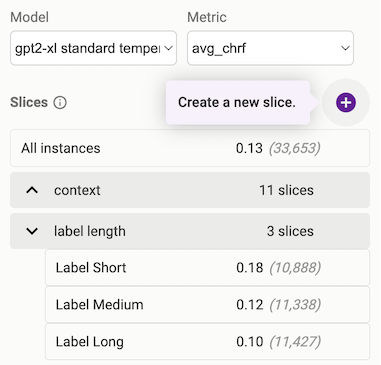 Model Metric
gpt2-xl standard temper avg_chrf
Slices Create a new slice.
All instances 0.13 (33,653)
context 11 slices
label length 3 slices
Label Short 0.18 (10,888)
Label Medium 0.12 (11,338)
Label Long 0.10 (11,427)